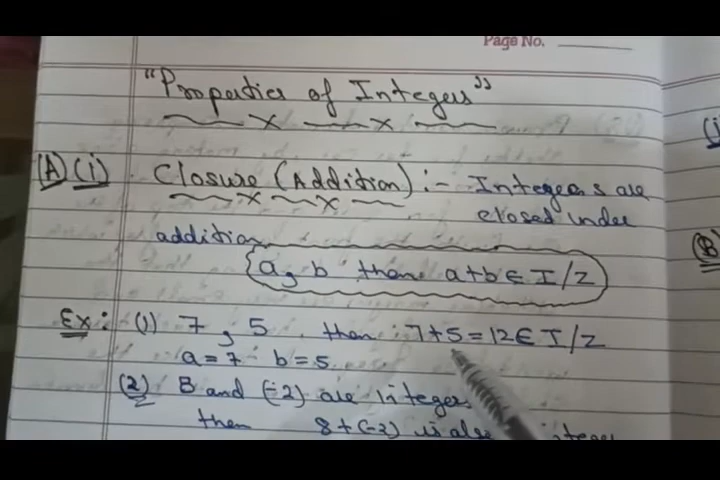 Page No.
"Properties of Integers"
(A) (i) Closure (Addition) :- Integers are
closed under
addition
a, b then a+b ∈ I/Z
Ex: (1) 7, 5 then 7+5=12 ∈ I/Z
a=7 b=5
(2) 8 and (-2) are integers
then 8+(-2) is also